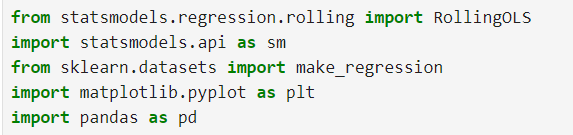 from statsmodels.regression.rolling import RollingOLS
import statsmodels.api as sm
from sklearn.datasets import make_regression
import matplotlib.pyplot as plt
import pandas as pd